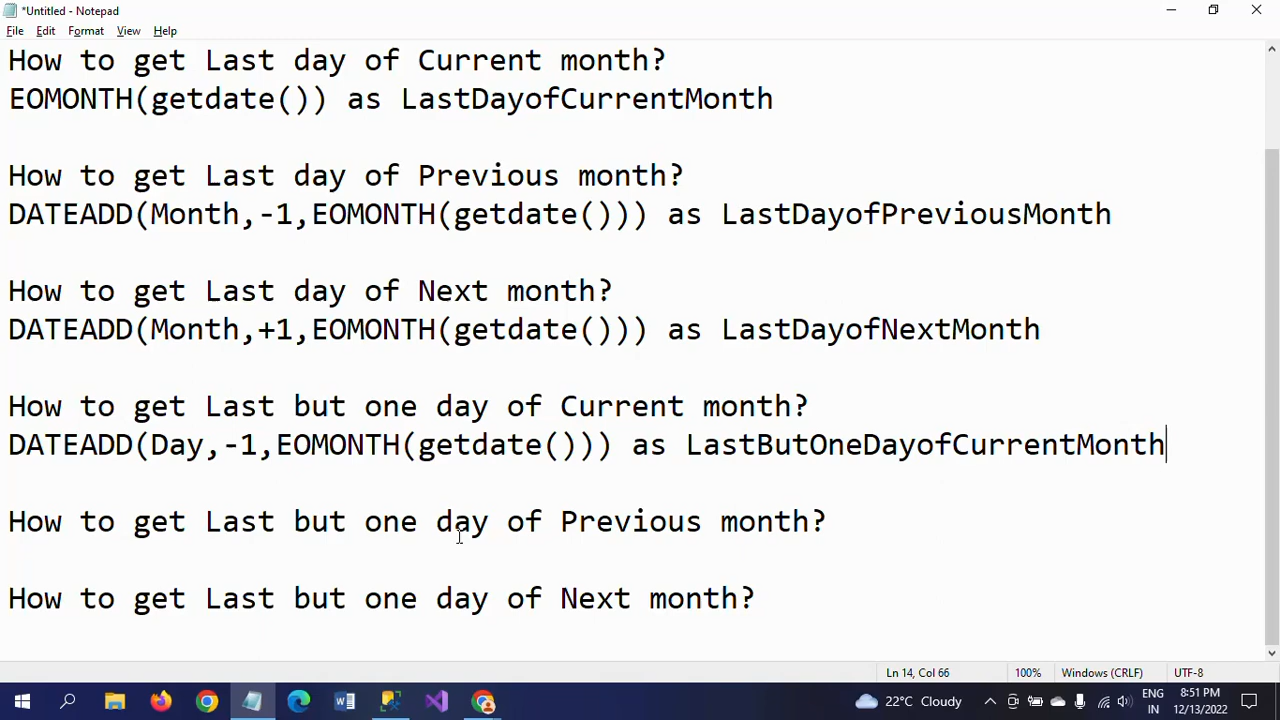 *Untitled - Notepad
File Edit Format View Help
How to get Last day of Current month?
EOMONTH(getdate()) as LastDayofCurrentMonth
How to get Last day of Previous month?
DATEADD(Month,-1,EOMONTH(getdate())) as LastDayofPreviousMonth
How to get Last day of Next month?
DATEADD(Month,+1,EOMONTH(getdate())) as LastDayofNextMonth
How to get Last but one day of Current month?
DATEADD(Day,-1,EOMONTH(getdate())) as LastButOneDayofCurrentMonth
How to get Last but one day of Previous month?
How to get Last but one day of Next month?
Ln 14, Col 66 100% Windows (CRLF) UTF-8
22°C Cloudy
ENG
IN
8:51 PM
12/13/2022